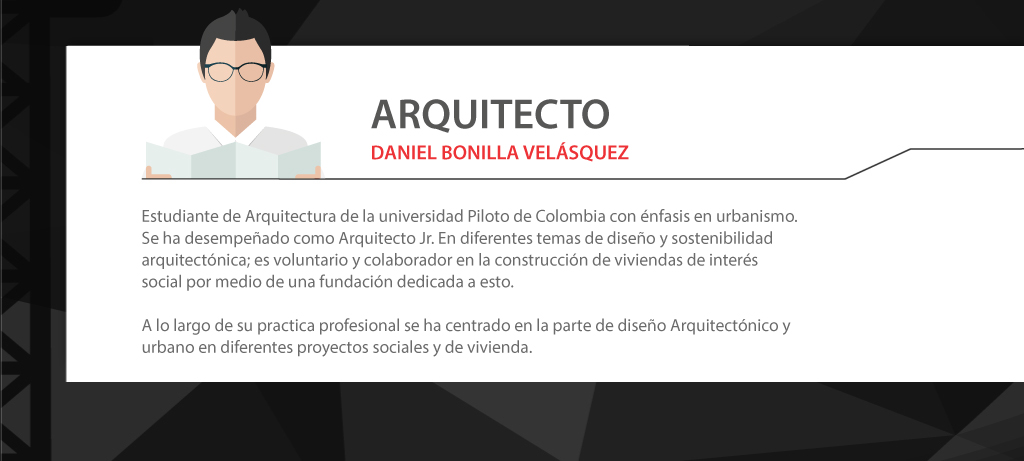 ARQUITECTO
DANIEL BONILLA VELÁSQUEZ
Estudiante de Arquitectura de la universidad Piloto de Colombia con énfasis en urbanismo.
Se ha desempeñado como Arquitecto Jr. En diferentes temas de diseño y sostenibilidad
arquitectónica; es voluntario y colaborador en la construcción de viviendas de interés
social por medio de una fundación dedicada a esto.
A lo largo de su practica profesional se ha centrado en la parte de diseño Arquitectónico y
urbano en diferentes proyectos sociales y de vivienda.